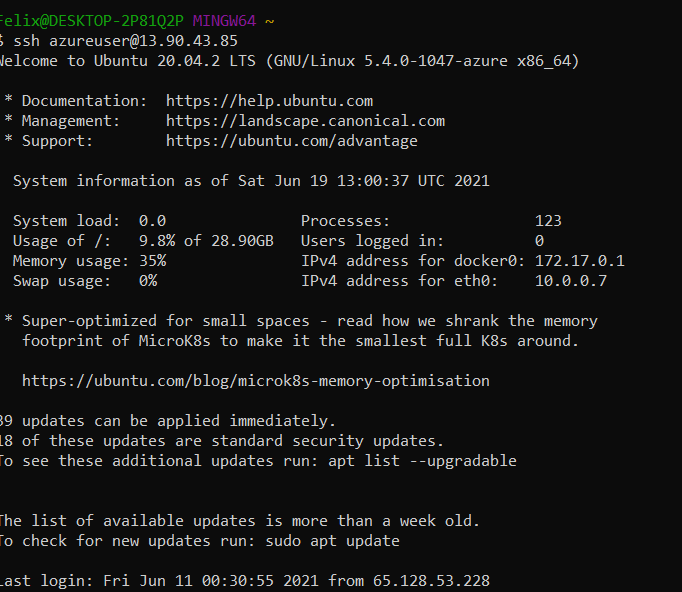 Felix@DESKTOP-2P81Q2P MINGW64 ~
$ ssh azureuser@13.90.43.85
Welcome to Ubuntu 20.04.2 LTS (GNU/Linux 5.4.0-1047-azure x86_64)
* Documentation:  https://help.ubuntu.com
* Management:     https://landscape.canonical.com
* Support:        https://ubuntu.com/advantage
System information as of Sat Jun 19 13:00:37 UTC 2021
System load:  0.0               Processes:                123
Usage of /:   9.8% of 28.90GB   Users logged in:          0
Memory usage: 35%               IPv4 address for docker0: 172.17.0.1
Swap usage:   0%                IPv4 address for eth0:    10.0.0.7
* Super-optimized for small spaces - read how we shrank the memory
footprint of MicroK8s to make it the smallest full K8s around.
https://ubuntu.com/blog/microk8s-memory-optimisation
39 updates can be applied immediately.
18 of these updates are standard security updates.
To see these additional updates run: apt list --upgradable
The list of available updates is more than a week old.
To check for new updates run: sudo apt update
Last login: Fri Jun 11 00:30:55 2021 from 65.128.53.228